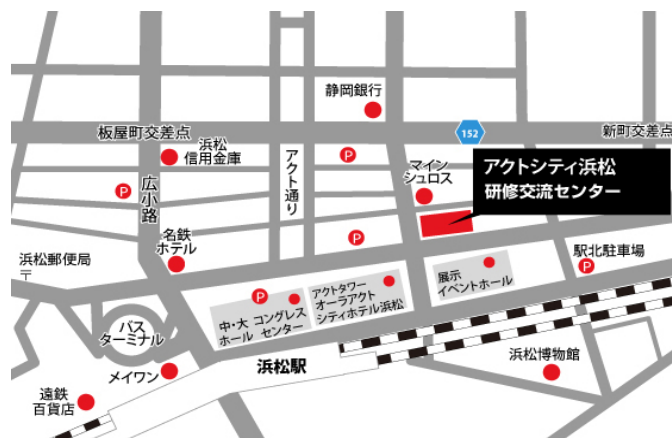 静岡銀行
152
板屋町交差点
新町交差点
浜松
信用金庫
アクト通り
P
マイン
シュロス
アクトシティ浜松
研修交流センター
P
広小路
名鉄
ホテル
P
浜松郵便局
〒
駅北駐車場
P
展示
イベントホール
アクトタワー
オーラアクト
シティホテル浜松
P
中・大
ホール
コングレス
センター
バス
ターミナル
浜松駅
浜松博物館
メイワン
遠鉄
百貨店